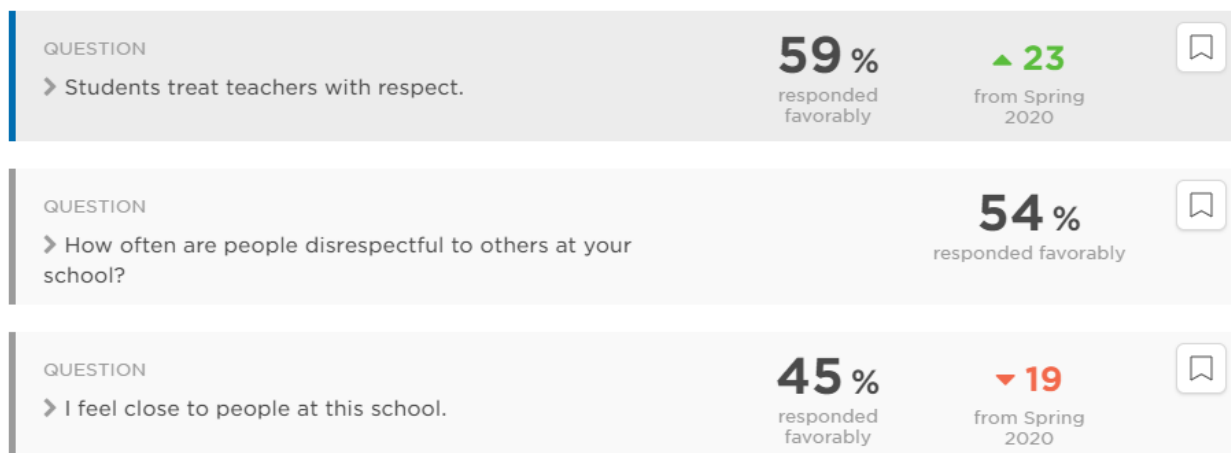 QUESTION
Students treat teachers with respect.
59 %
responded
favorably
23
from Spring
2020
QUESTION
How often are people disrespectful to others at your
school?
54 %
responded favorably
QUESTION
I feel close to people at this school.
45 %
responded
favorably
19
from Spring
2020